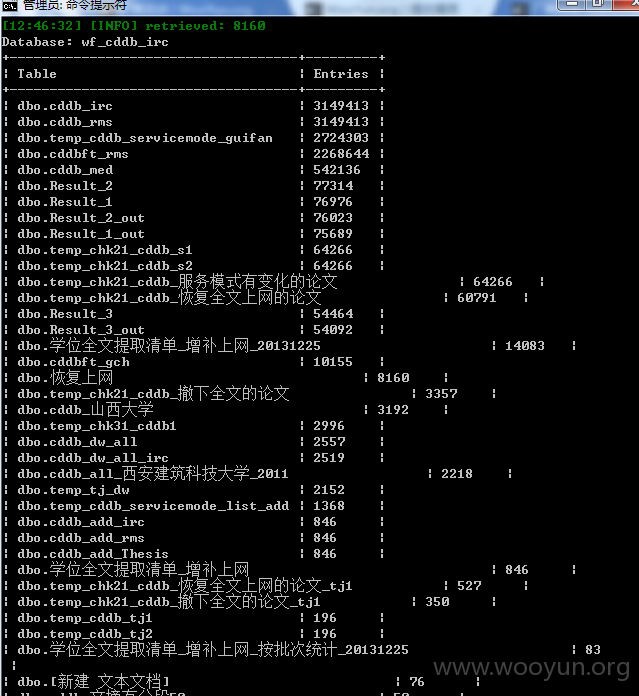 管理员: 命令提示符
[12:46:32] [INFO] retrieved: 8160
Database: wf_cddb_irc
+------------------------------------+---------+
| Table | Entries |
+------------------------------------+---------+
| dbo.cddb_irc | 3149413 |
| dbo.cddb_rms | 3149413 |
| dbo.temp_cddb_servicemode_guifan | 2724303 |
| dbo.cddbft_rms | 2268644 |
| dbo.cddb_med | 542136 |
| dbo.Result_2 | 77314 |
| dbo.Result_1 | 76976 |
| dbo.Result_2_out | 76023 |
| dbo.Result_1_out | 75689 |
| dbo.temp_chk21_cddb_s1 | 64266 |
| dbo.temp_chk21_cddb_s2 | 64266 |
| dbo.temp_chk21_cddb_服务模式有变化的论文 | 64266 |
| dbo.temp_chk21_cddb_恢复全文上网的论文 | 60791 |
| dbo.Result_3 | 54464 |
| dbo.Result_3_out | 54092 |
| dbo.学位全文提取清单_增补上网_20131225 | 14083 |
| dbo.cddbft_gch | 10155 |
| dbo.恢复上网 | 8160 |
| dbo.temp_chk21_cddb_撤下全文的论文 | 3357 |
| dbo.cddb_山西大学 | 3192 |
| dbo.temp_chk31_cddb1 | 2996 |
| dbo.cddb_dw_all | 2557 |
| dbo.cddb_dw_all_irc | 2519 |
| dbo.cddb_all_西安建筑科技大学_2011 | 2218 |
| dbo.temp_tj_dw | 2152 |
| dbo.temp_cddb_servicemode_list_add | 1368 |
| dbo.cddb_add_irc | 846 |
| dbo.cddb_add_rms | 846 |
| dbo.cddb_add_Thesis | 846 |
| dbo.学位全文提取清单_增补上网 | 846 |
| dbo.temp_chk21_cddb_恢复全文上网的论文_tj1 | 527 |
| dbo.temp_chk21_cddb_撤下全文的论文_tj1 | 350 |
| dbo.temp_cddb_tj1 | 196 |
| dbo.temp_cddb_tj2 | 196 |
| dbo.学位全文提取清单_增补上网_按批次统计_20131225 | 83
|
www.wooyun.org
| dbo.[新建 文本文档] | 76 |